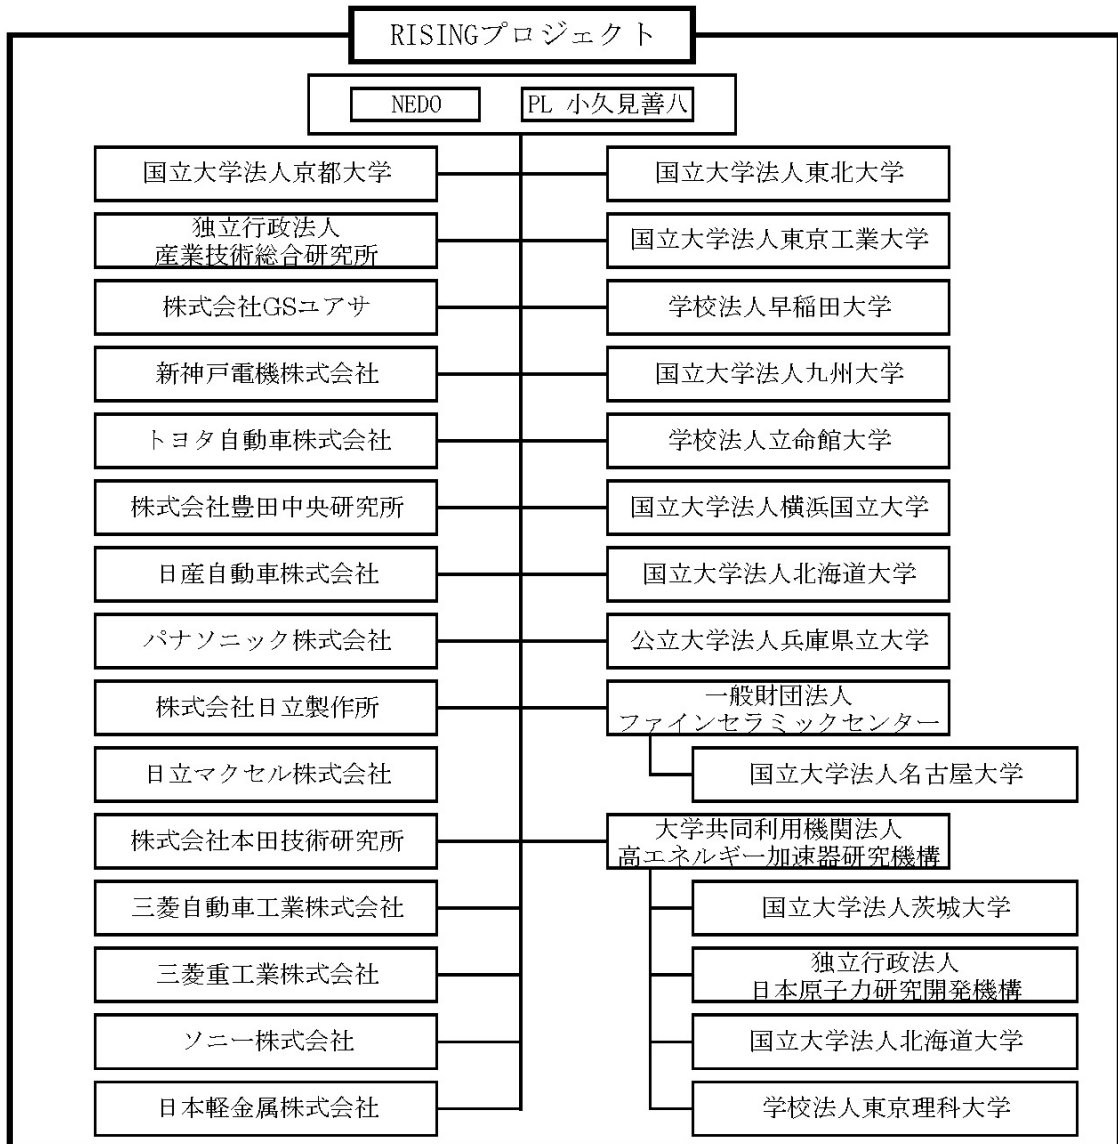 RISINGプロジェクト
NEDO
PL 小久見善八
国立大学法人京都大学
国立大学法人東北大学
独立行政法人
産業技術総合研究所
国立大学法人東京工業大学
株式会社GSユアサ
学校法人早稲田大学
新神戸電機株式会社
国立大学法人九州大学
トヨタ自動車株式会社
学校法人立命館大学
株式会社豊田中央研究所
国立大学法人横浜国立大学
日産自動車株式会社
国立大学法人北海道大学
パナソニック株式会社
公立大学法人兵庫県立大学
株式会社日立製作所
一般財団法人
ファインセラミックセンター
日立マクセル株式会社
国立大学法人名古屋大学
株式会社本田技術研究所
大学共同利用機関法人
高エネルギー加速器研究機構
三菱自動車工業株式会社
国立大学法人茨城大学
三菱重工業株式会社
独立行政法人
日本原子力研究開発機構
ソニー株式会社
国立大学法人北海道大学
日本軽金属株式会社
学校法人東京理科大学